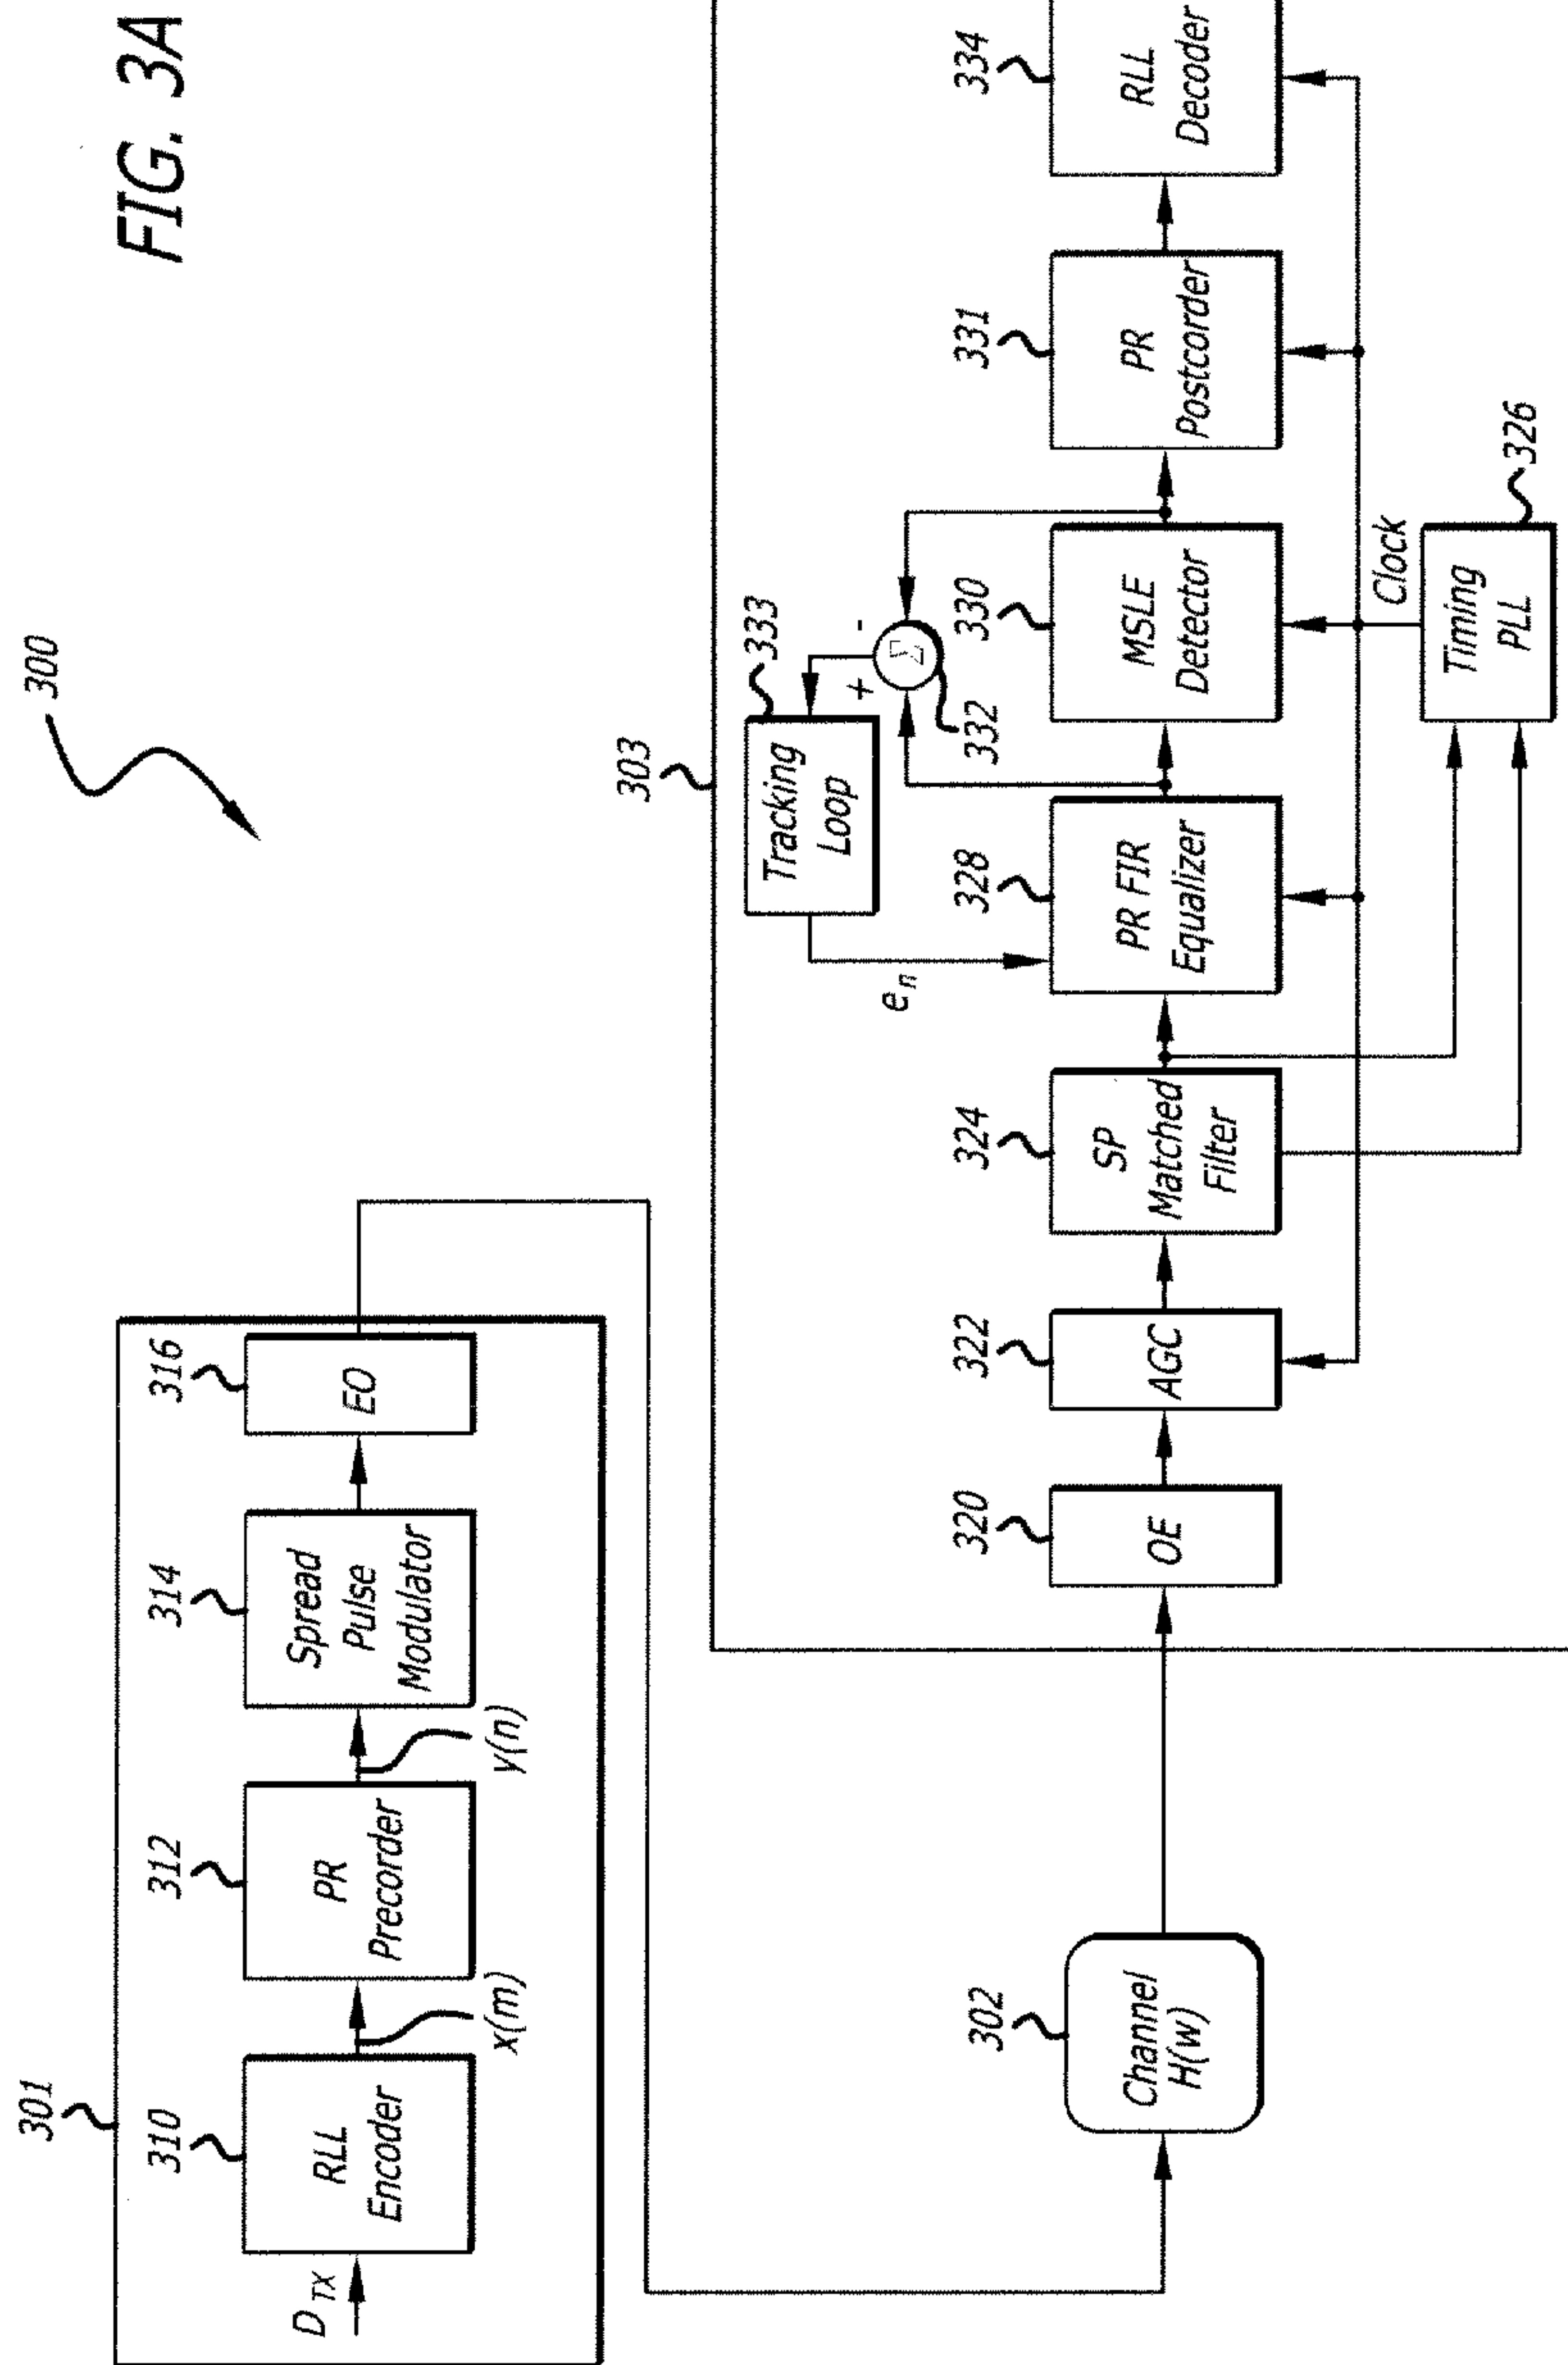 FIG. 3A
300
301
310
RLL
Encoder
D TX
x(m)
312
PR
Precorder
y(n)
314
Spread
Pulse
Modulator
316
EO
302
Channel
H(w)
303
320
OE
322
AGC
324
SP
Matched
Filter
328
PR FIR
Equalizer
e n
333
Tracking
Loop
+
-
Σ
332
330
MSLE
Detector
331
PR
Postcorder
334
RLL
Decoder
Clock
Timing
PLL
326